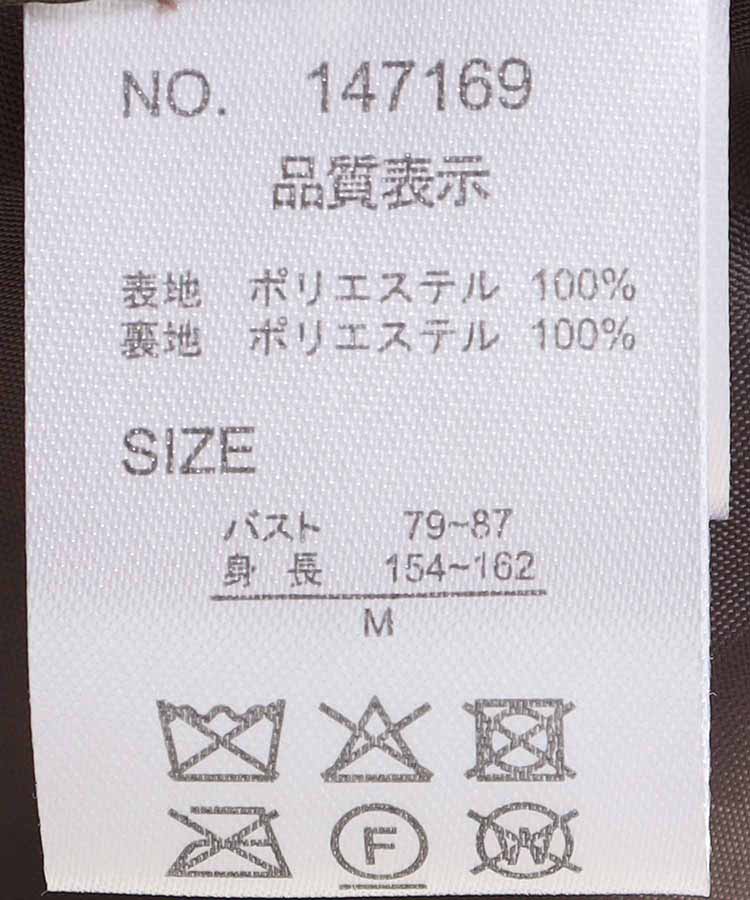 NO. 147169
品質表示
表地 ポリエステル 100%
裏地 ポリエステル 100%
SIZE
バスト 79~87
身長 154~162
M
F W